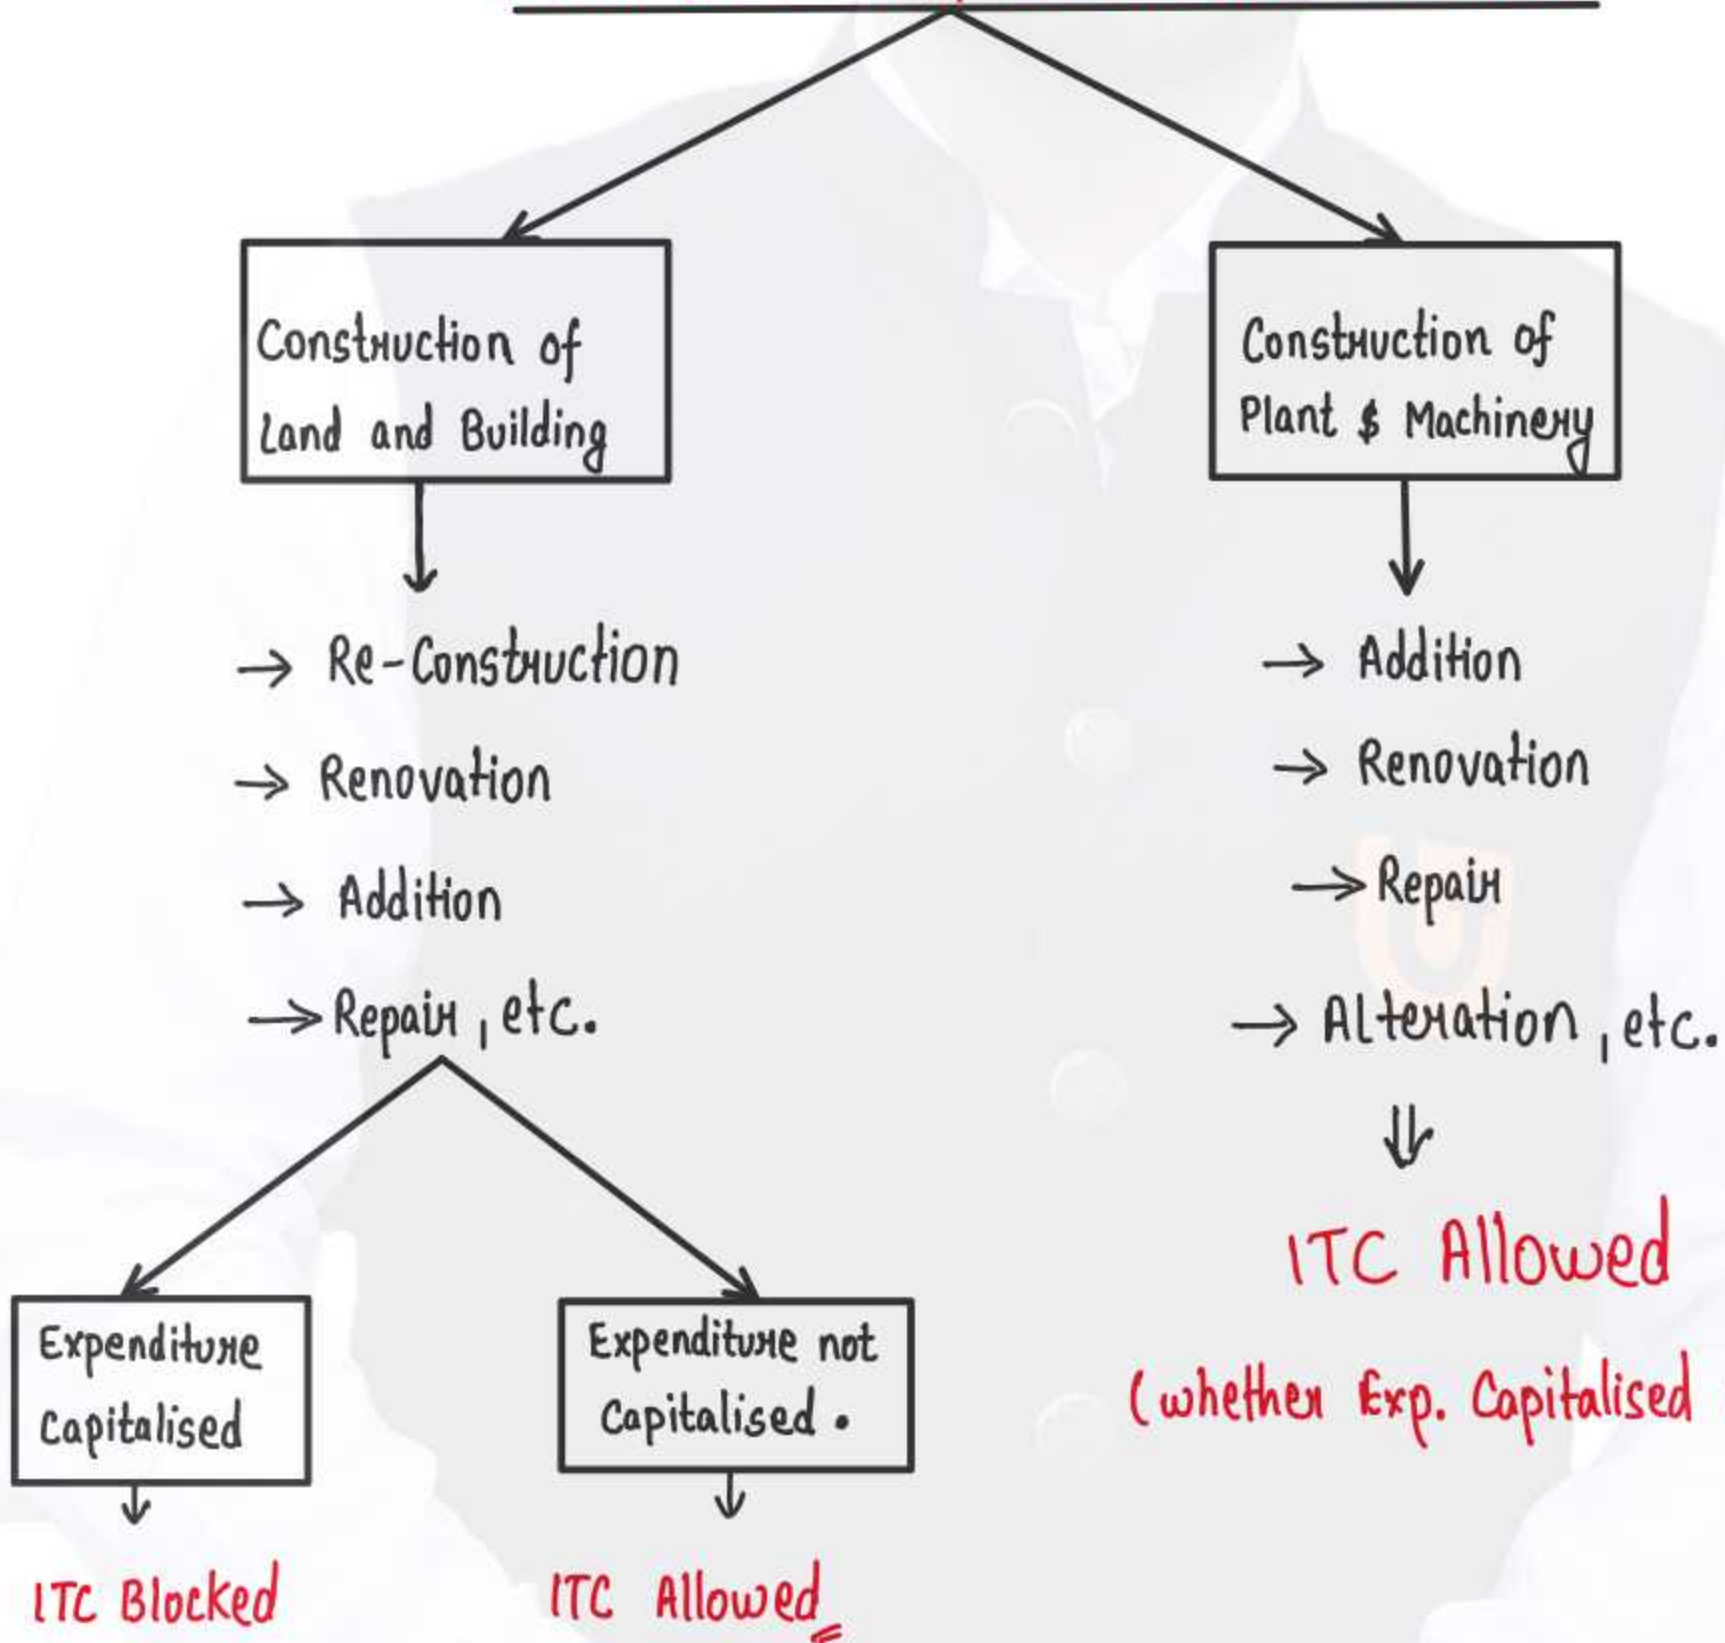 Construction of
Land and Building
Construction of
Plant & Machinery
→ Re-Construction
→ Renovation
→ Addition
→ Repair, etc.
→ Addition
→ Renovation
→ Repair
→ Alteration, etc.
Expenditure
Capitalised
Expenditure not
Capitalised.
ITC Allowed
(whether Exp. Capitalised
ITC Blocked
ITC Allowed